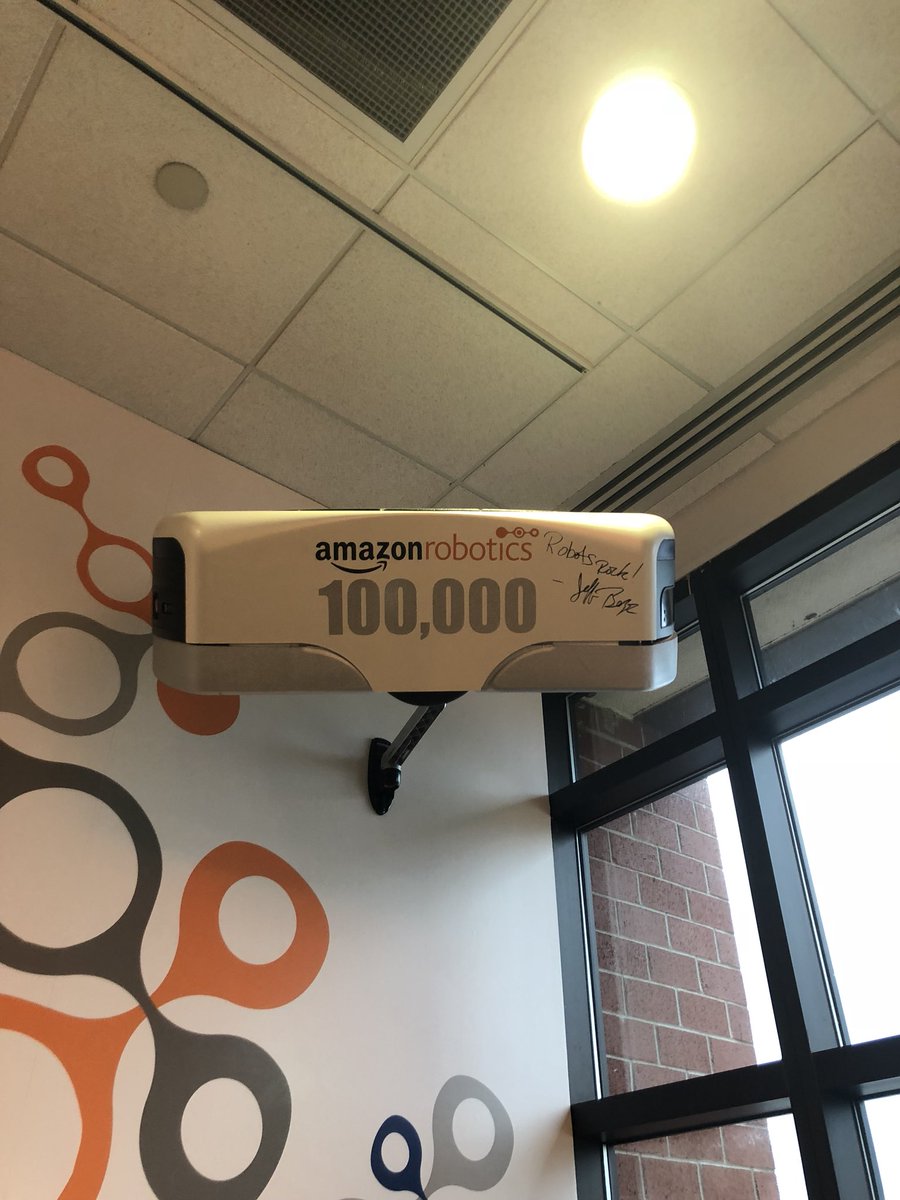 amazonrobotics
100,000
Robots Rock!
- Jeff Bezos